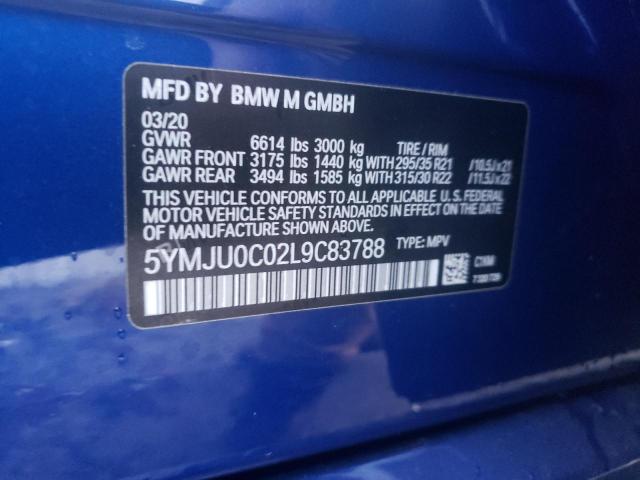 MFD BY BMW M GMBH
03/20
GVWR 6614 lbs 3000 kg TIRE / RIM
GAWR FRONT 3175 lbs 1440 kg WITH 295/35 R21 /10.5J x 21
GAWR REAR 3494 lbs 1585 kg WITH 315/30 R22 /11.5J x 22
THIS VEHICLE CONFORMS TO ALL APPLICABLE U. S. FEDERAL
MOTOR VEHICLE SAFETY STANDARDS IN EFFECT ON THE DATE
OF MANUFACTURE SHOWN ABOVE.
5YMJU0C02L9C83788 TYPE: MPV